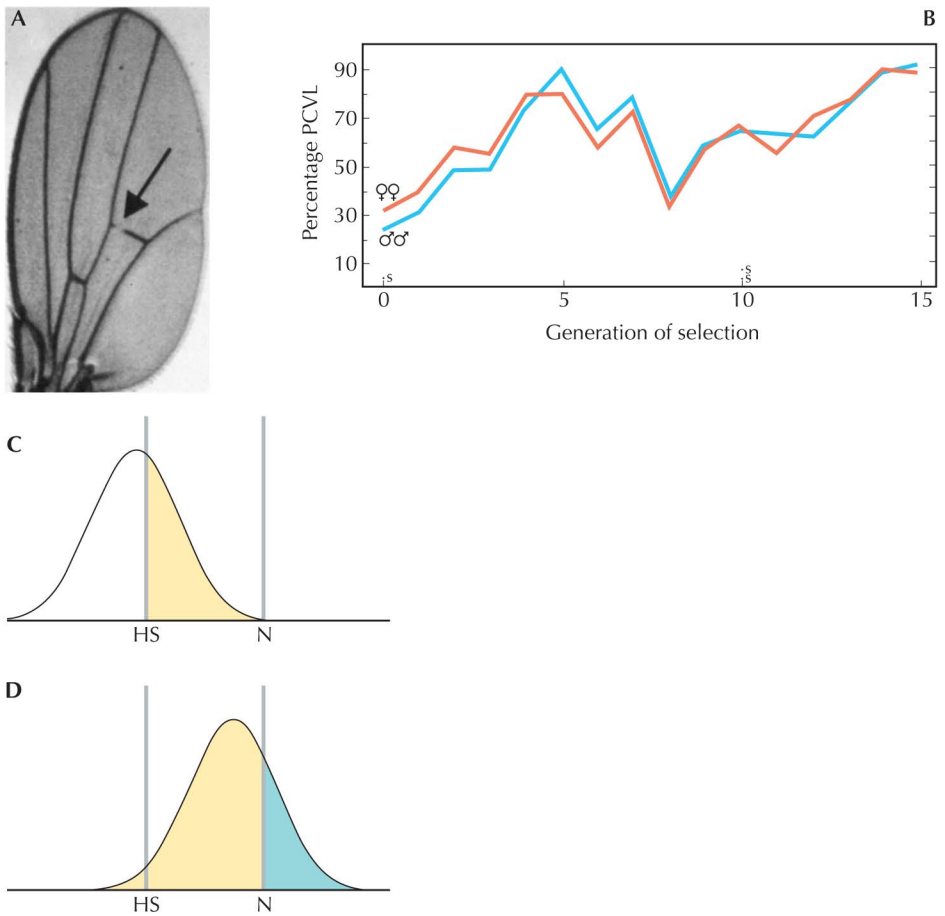 A
B
Percentage PCVL
90
70
50
30
10
♀♀
♂♂
S
S
S
0
5
10
15
Generation of selection
C
HS
N
D
HS
N